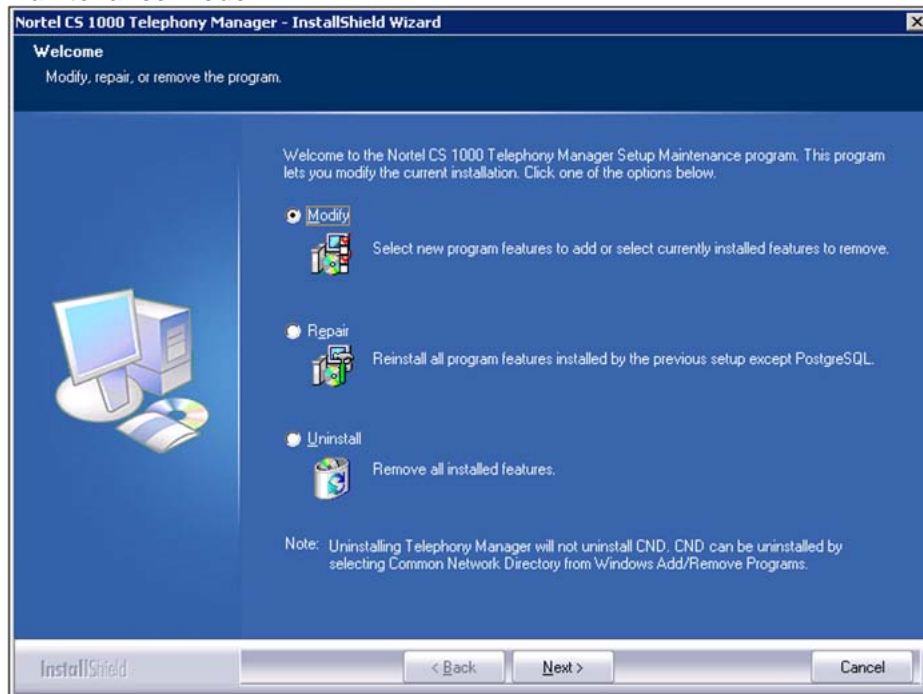 Nortel CS 1000 Telephony Manager - InstallShield Wizard
Welcome
Modify, repair, or remove the program.
Welcome to the Nortel CS 1000 Telephony Manager Setup Maintenance program. This program
lets you modify the current installation. Click one of the options below.
Modify
Select new program features to add or select currently installed features to remove.
Repair
Reinstall all program features installed by the previous setup except PostgreSQL.
Uninstall
Remove all installed features.
Note: Uninstalling Telephony Manager will not uninstall CND. CND can be uninstalled by
selecting Common Network Directory from Windows Add/Remove Programs.
InstallShield
< Back
Next >
Cancel